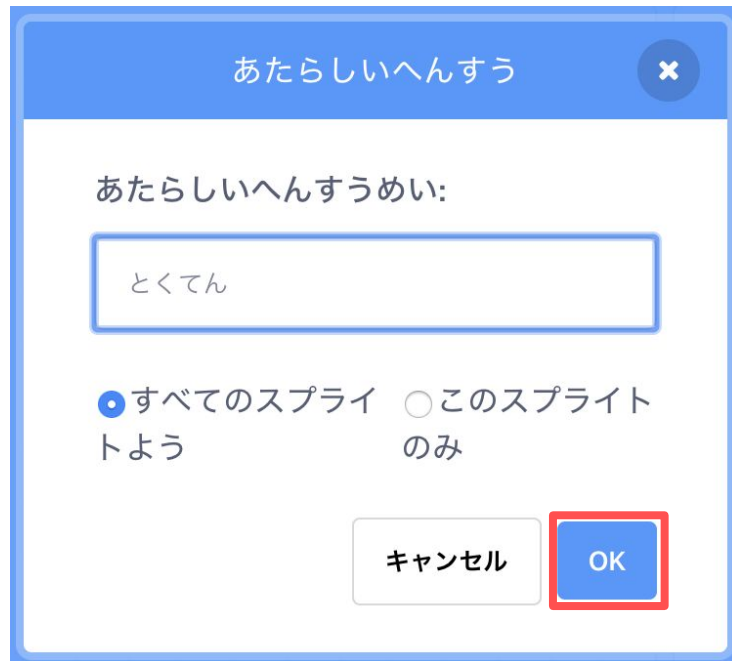 あたらしいへんすう
あたらしいへんすうめい:
とくてん
すべてのスプライ
トよう
このスプライト
のみ
キャンセル
OK